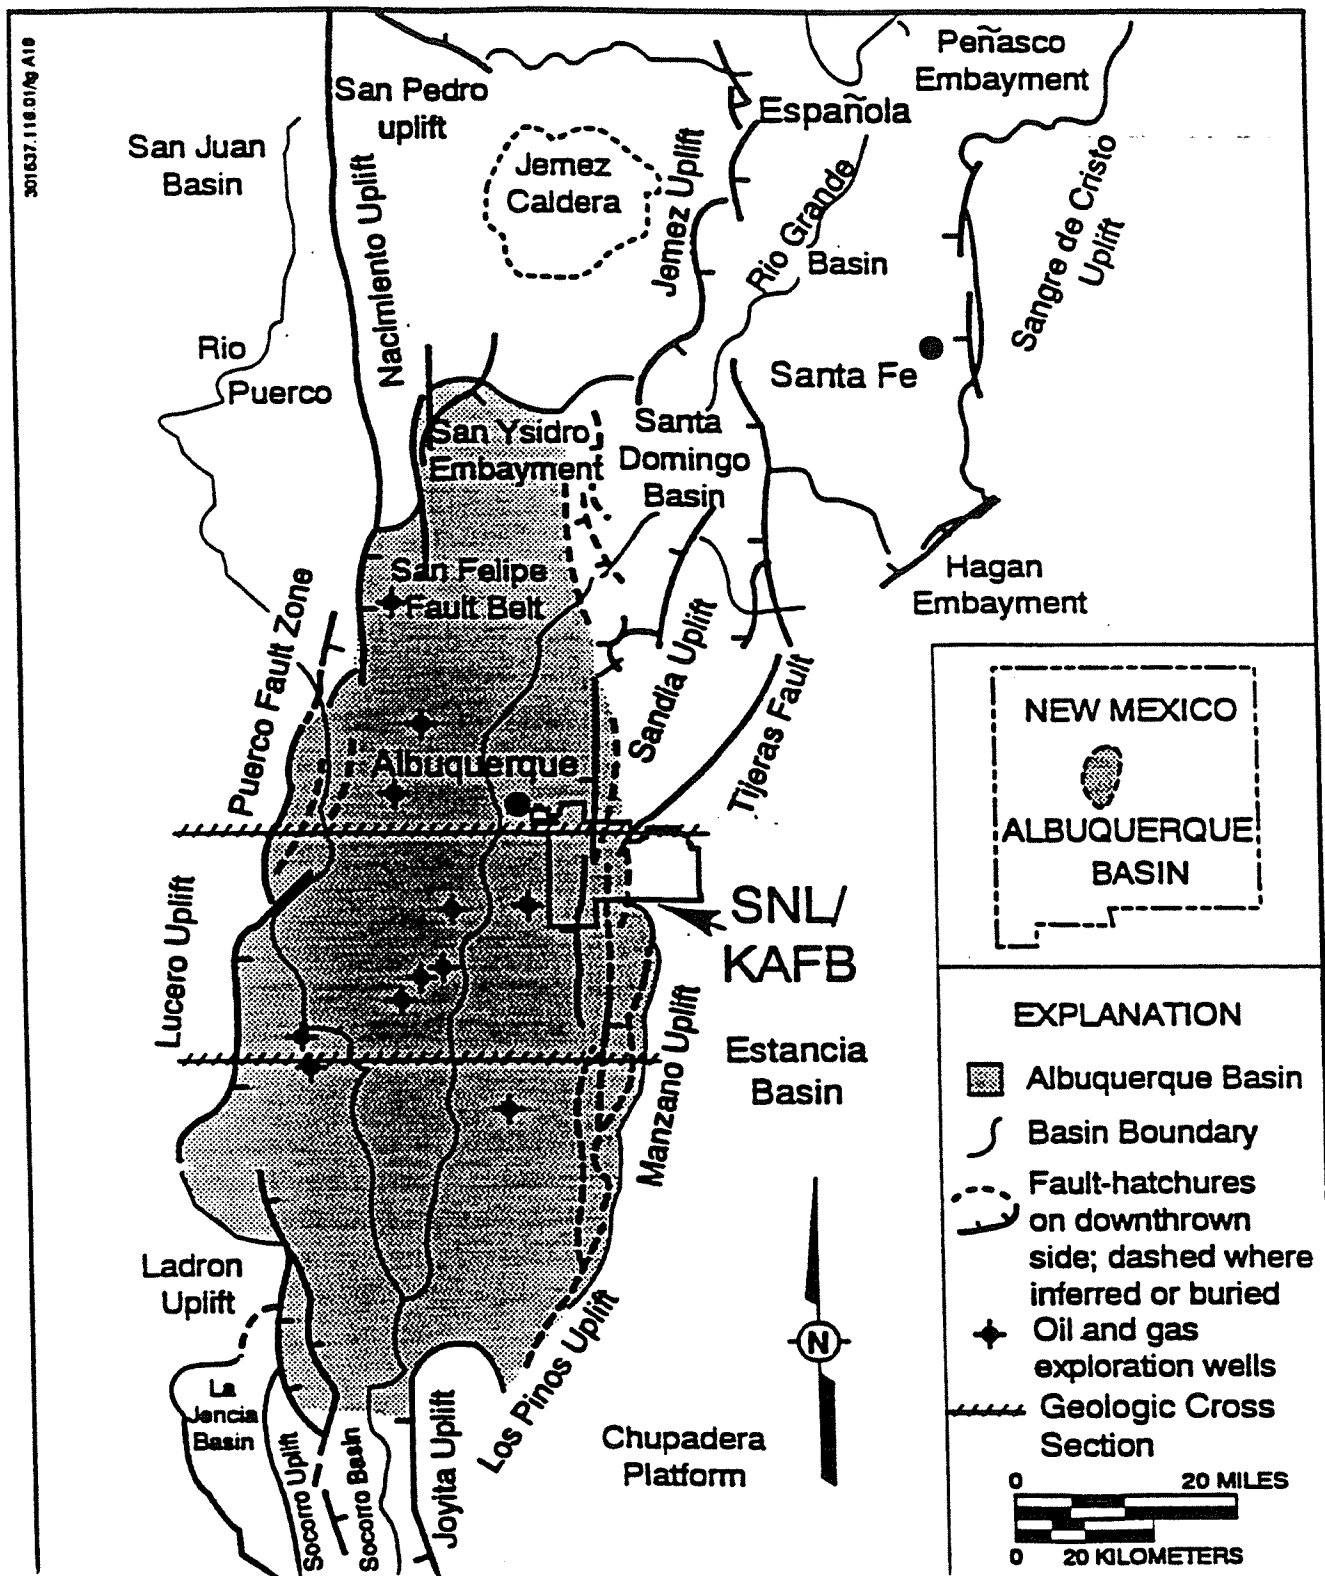 301637.116.01/fig A10
Peñasco
Embayment
San Pedro
uplift
Española
San Juan
Basin
Jemez
Caldera
Nacimiento Uplift
Jemez Uplift
Rio Grande
Basin
Sangre de Cristo
Uplift
Rio
Puerco
Santa Fe
San Ysidro
Embayment
Santa
Domingo
Basin
San Felipe
Fault Belt
Hagan
Embayment
Puerco Fault Zone
Sandia Uplift
Tijeras Fault
Albuquerque
NEW MEXICO
ALBUQUERQUE
BASIN
Lucero Uplift
SNL/
KAFB
Manzano Uplift
Estancia
Basin
EXPLANATION
Albuquerque Basin
Basin Boundary
Fault-hatchures
on downthrown
side; dashed where
inferred or buried
Oil and gas
exploration wells
Geologic Cross
Section
0 20 MILES
0 20 KILOMETERS
N
Ladron
Uplift
La
Jencia
Basin
Socorro Uplift
Socorro Basin
Joyita Uplift
Los Pinos Uplift
Chupadera
Platform